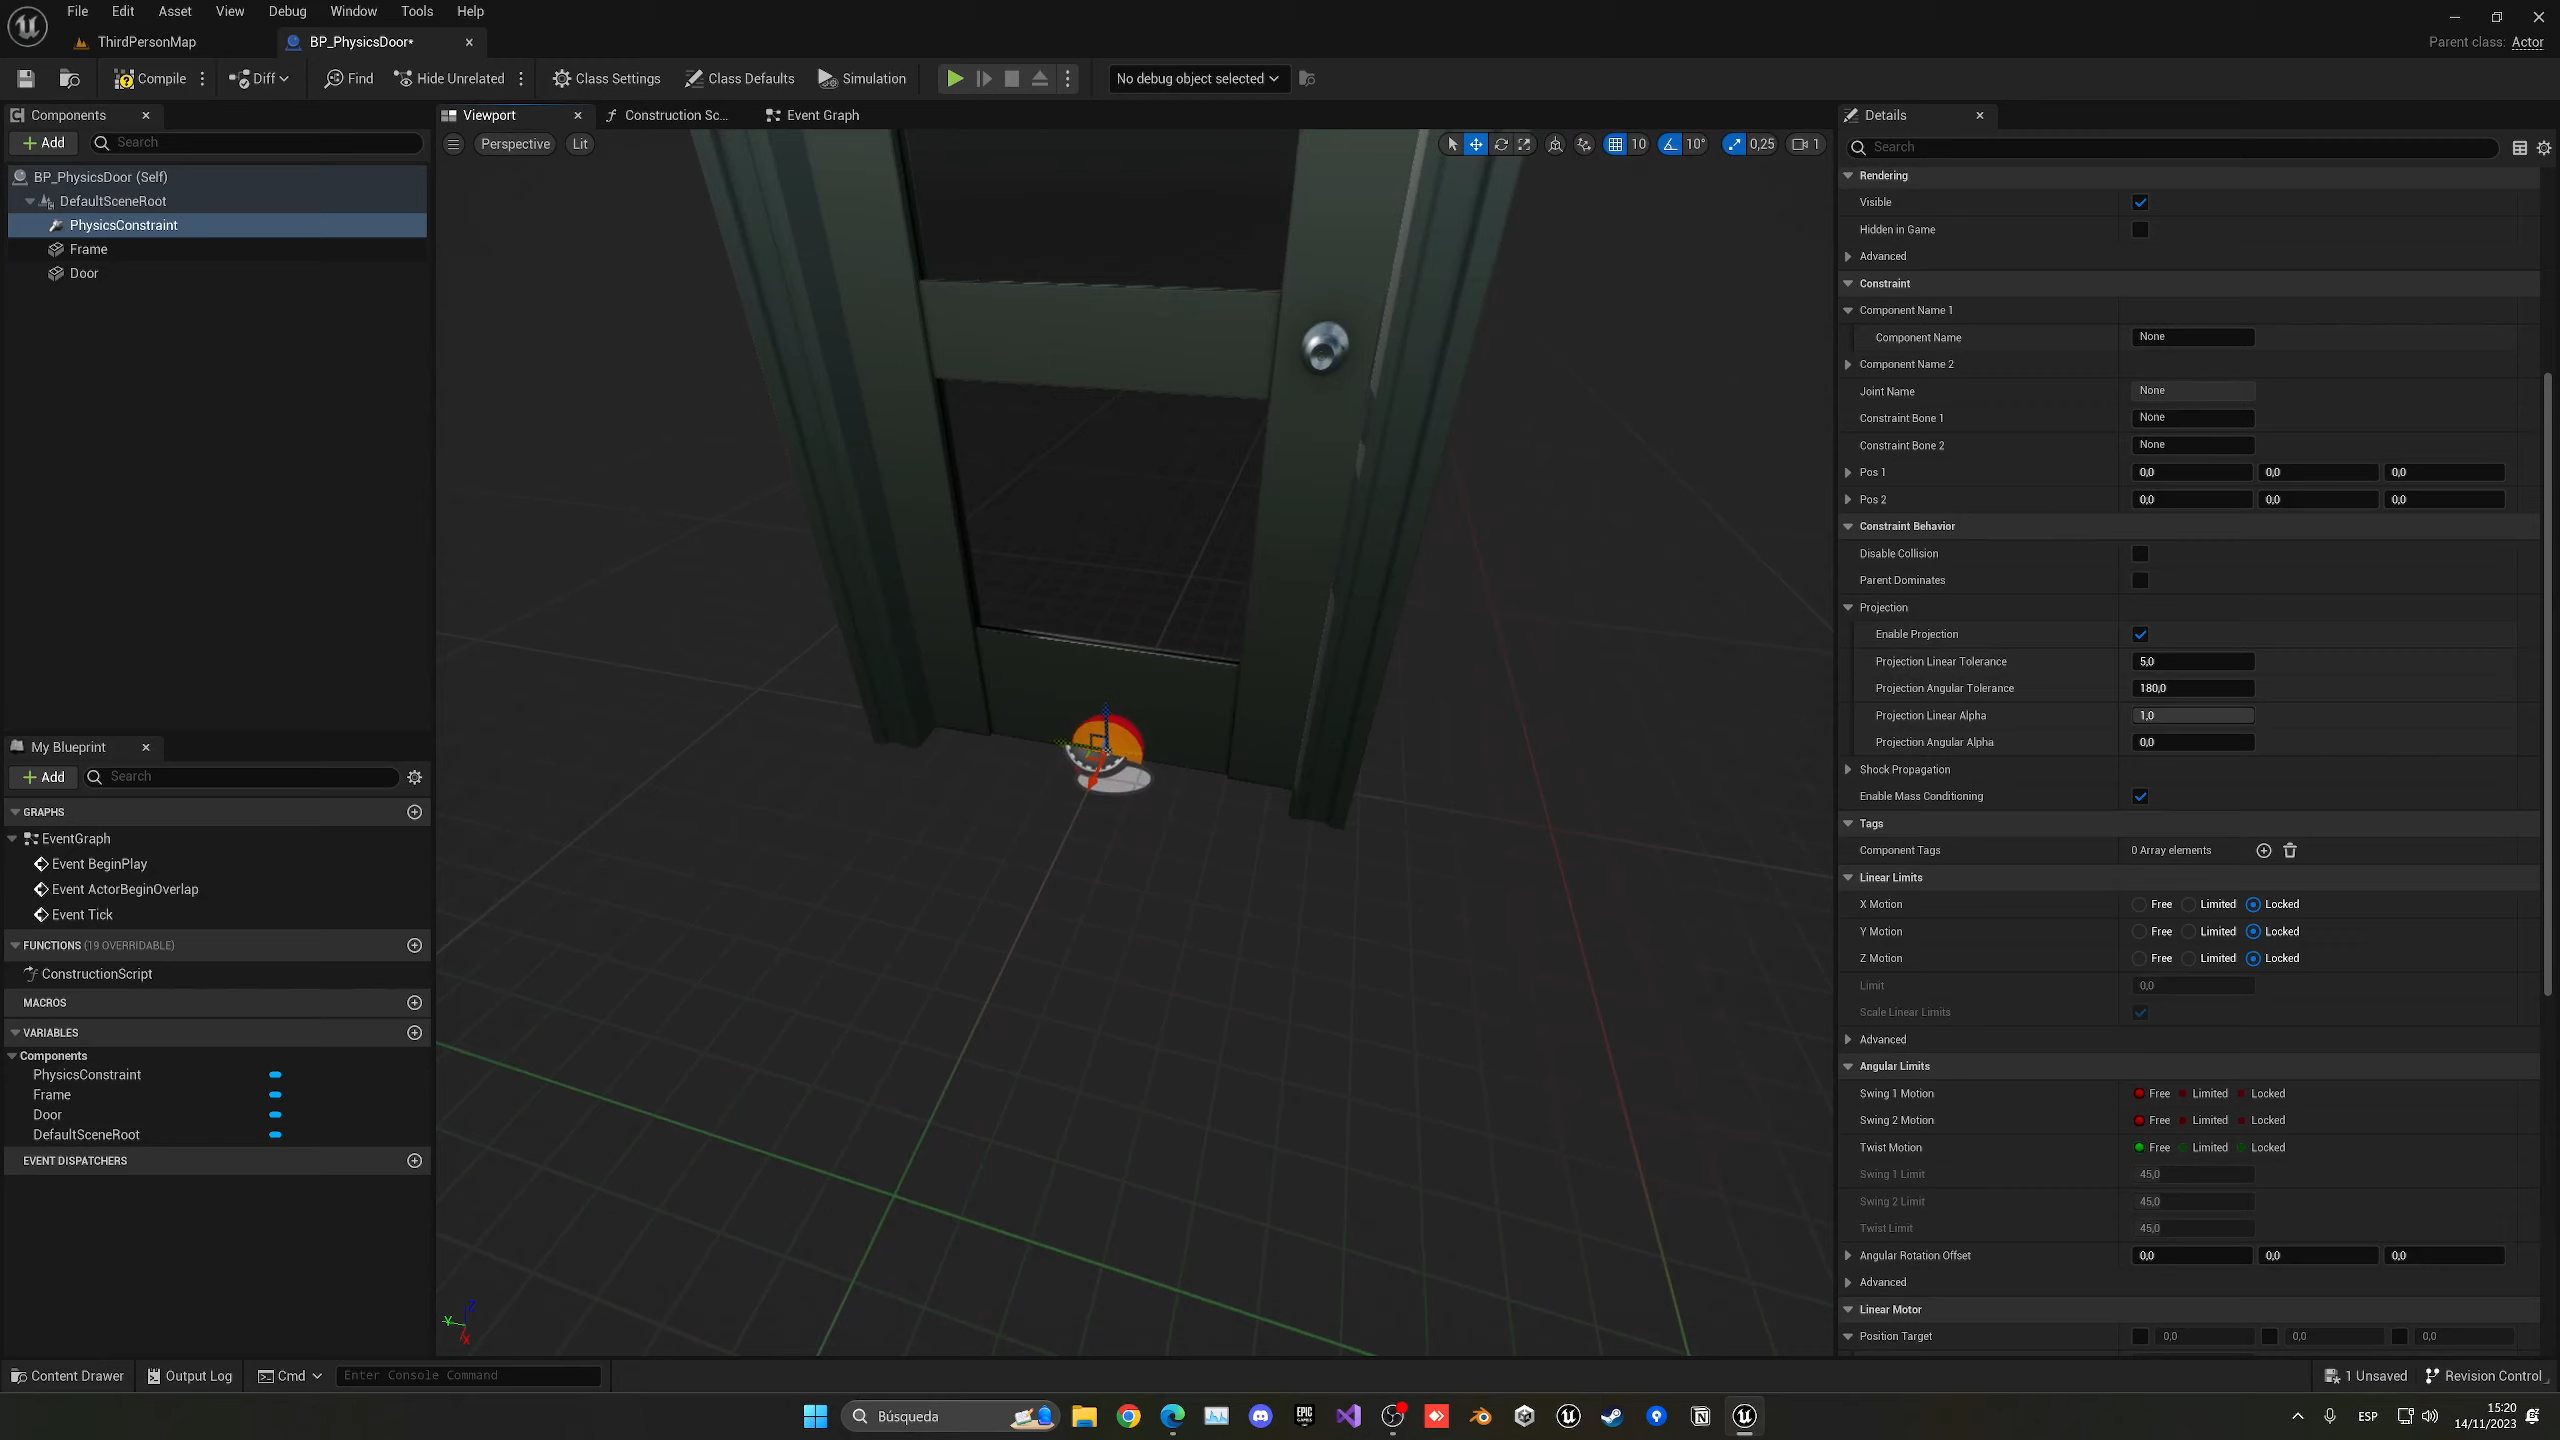 File Edit Asset View Debug Window Tools Help
ThirdPersonMap
BP_PhysicsDoor*
Parent class: Actor
Compile
Diff
Find
Hide Unrelated
Class Settings
Class Defaults
Simulation
No debug object selected
Components
Add
Search
BP_PhysicsDoor (Self)
DefaultSceneRoot
PhysicsConstraint
Frame
Door
My Blueprint
Add
Search
GRAPHS
EventGraph
Event BeginPlay
Event ActorBeginOverlap
Event Tick
FUNCTIONS (19 OVERRIDABLE)
ConstructionScript
MACROS
VARIABLES
Components
PhysicsConstraint
Frame
Door
DefaultSceneRoot
EVENT DISPATCHERS
Viewport
Construction Sc...
Event Graph
Perspective
Lit
10
10°
0,25
1
Z
Y
X
Details
Search
Rendering
Visible
Hidden in Game
Advanced
Constraint
Component Name 1
Component Name None
Component Name 2
Joint Name None
Constraint Bone 1 None
Constraint Bone 2 None
Pos 1 0,0 0,0 0,0
Pos 2 0,0 0,0 0,0
Constraint Behavior
Disable Collision
Parent Dominates
Projection
Enable Projection
Projection Linear Tolerance 5,0
Projection Angular Tolerance 180,0
Projection Linear Alpha 1,0
Projection Angular Alpha 0,0
Shock Propagation
Enable Mass Conditioning
Tags
Component Tags 0 Array elements
Linear Limits
X Motion Free Limited Locked
Y Motion Free Limited Locked
Z Motion Free Limited Locked
Limit 0,0
Scale Linear Limits
Advanced
Angular Limits
Swing 1 Motion Free Limited Locked
Swing 2 Motion Free Limited Locked
Twist Motion Free Limited Locked
Swing 1 Limit 45,0
Swing 2 Limit 45,0
Twist Limit 45,0
Angular Rotation Offset 0,0 0,0 0,0
Advanced
Linear Motor
Position Target 0,0 0,0 0,0
Content Drawer
Output Log
Cmd
Enter Console Command
1 Unsaved
Revision Control
Búsqueda
EPIC GAMES
ESP
15:20
14/11/2023